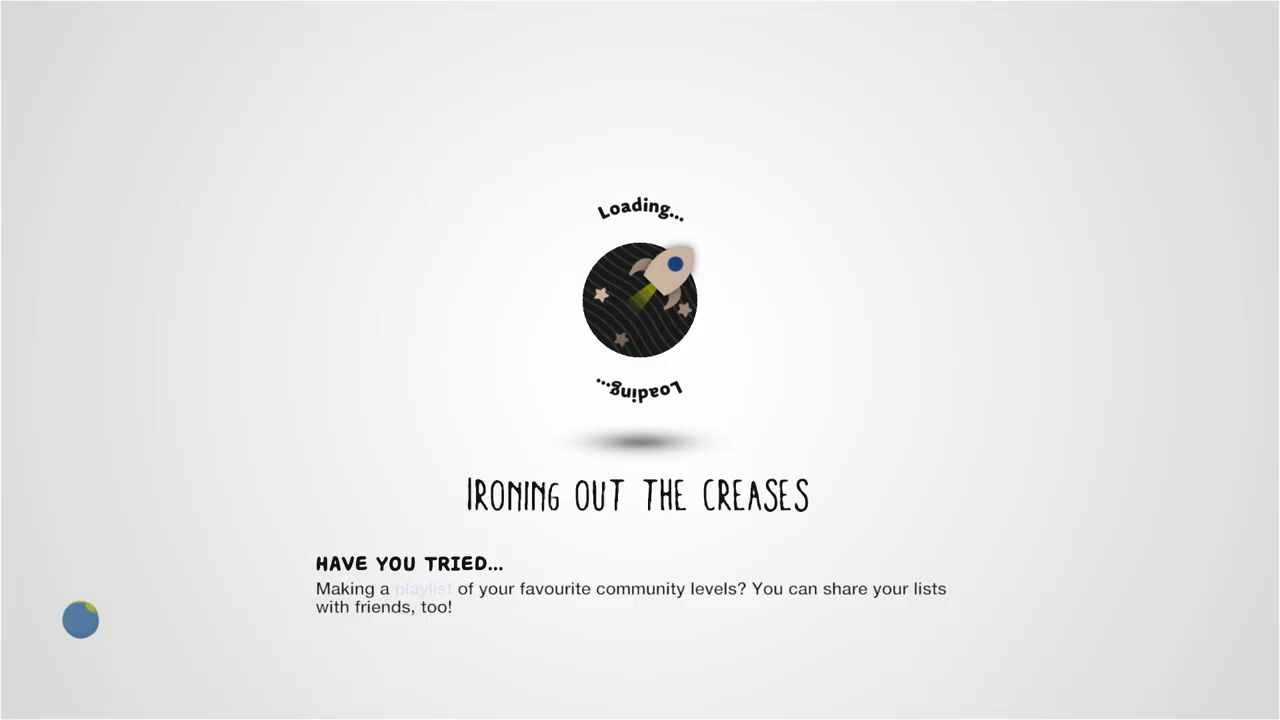 Loading...
Loading...
IRONING OUT THE CREASES
HAVE YOU TRIED...
Making a playlist of your favourite community levels? You can share your lists
with friends, too!